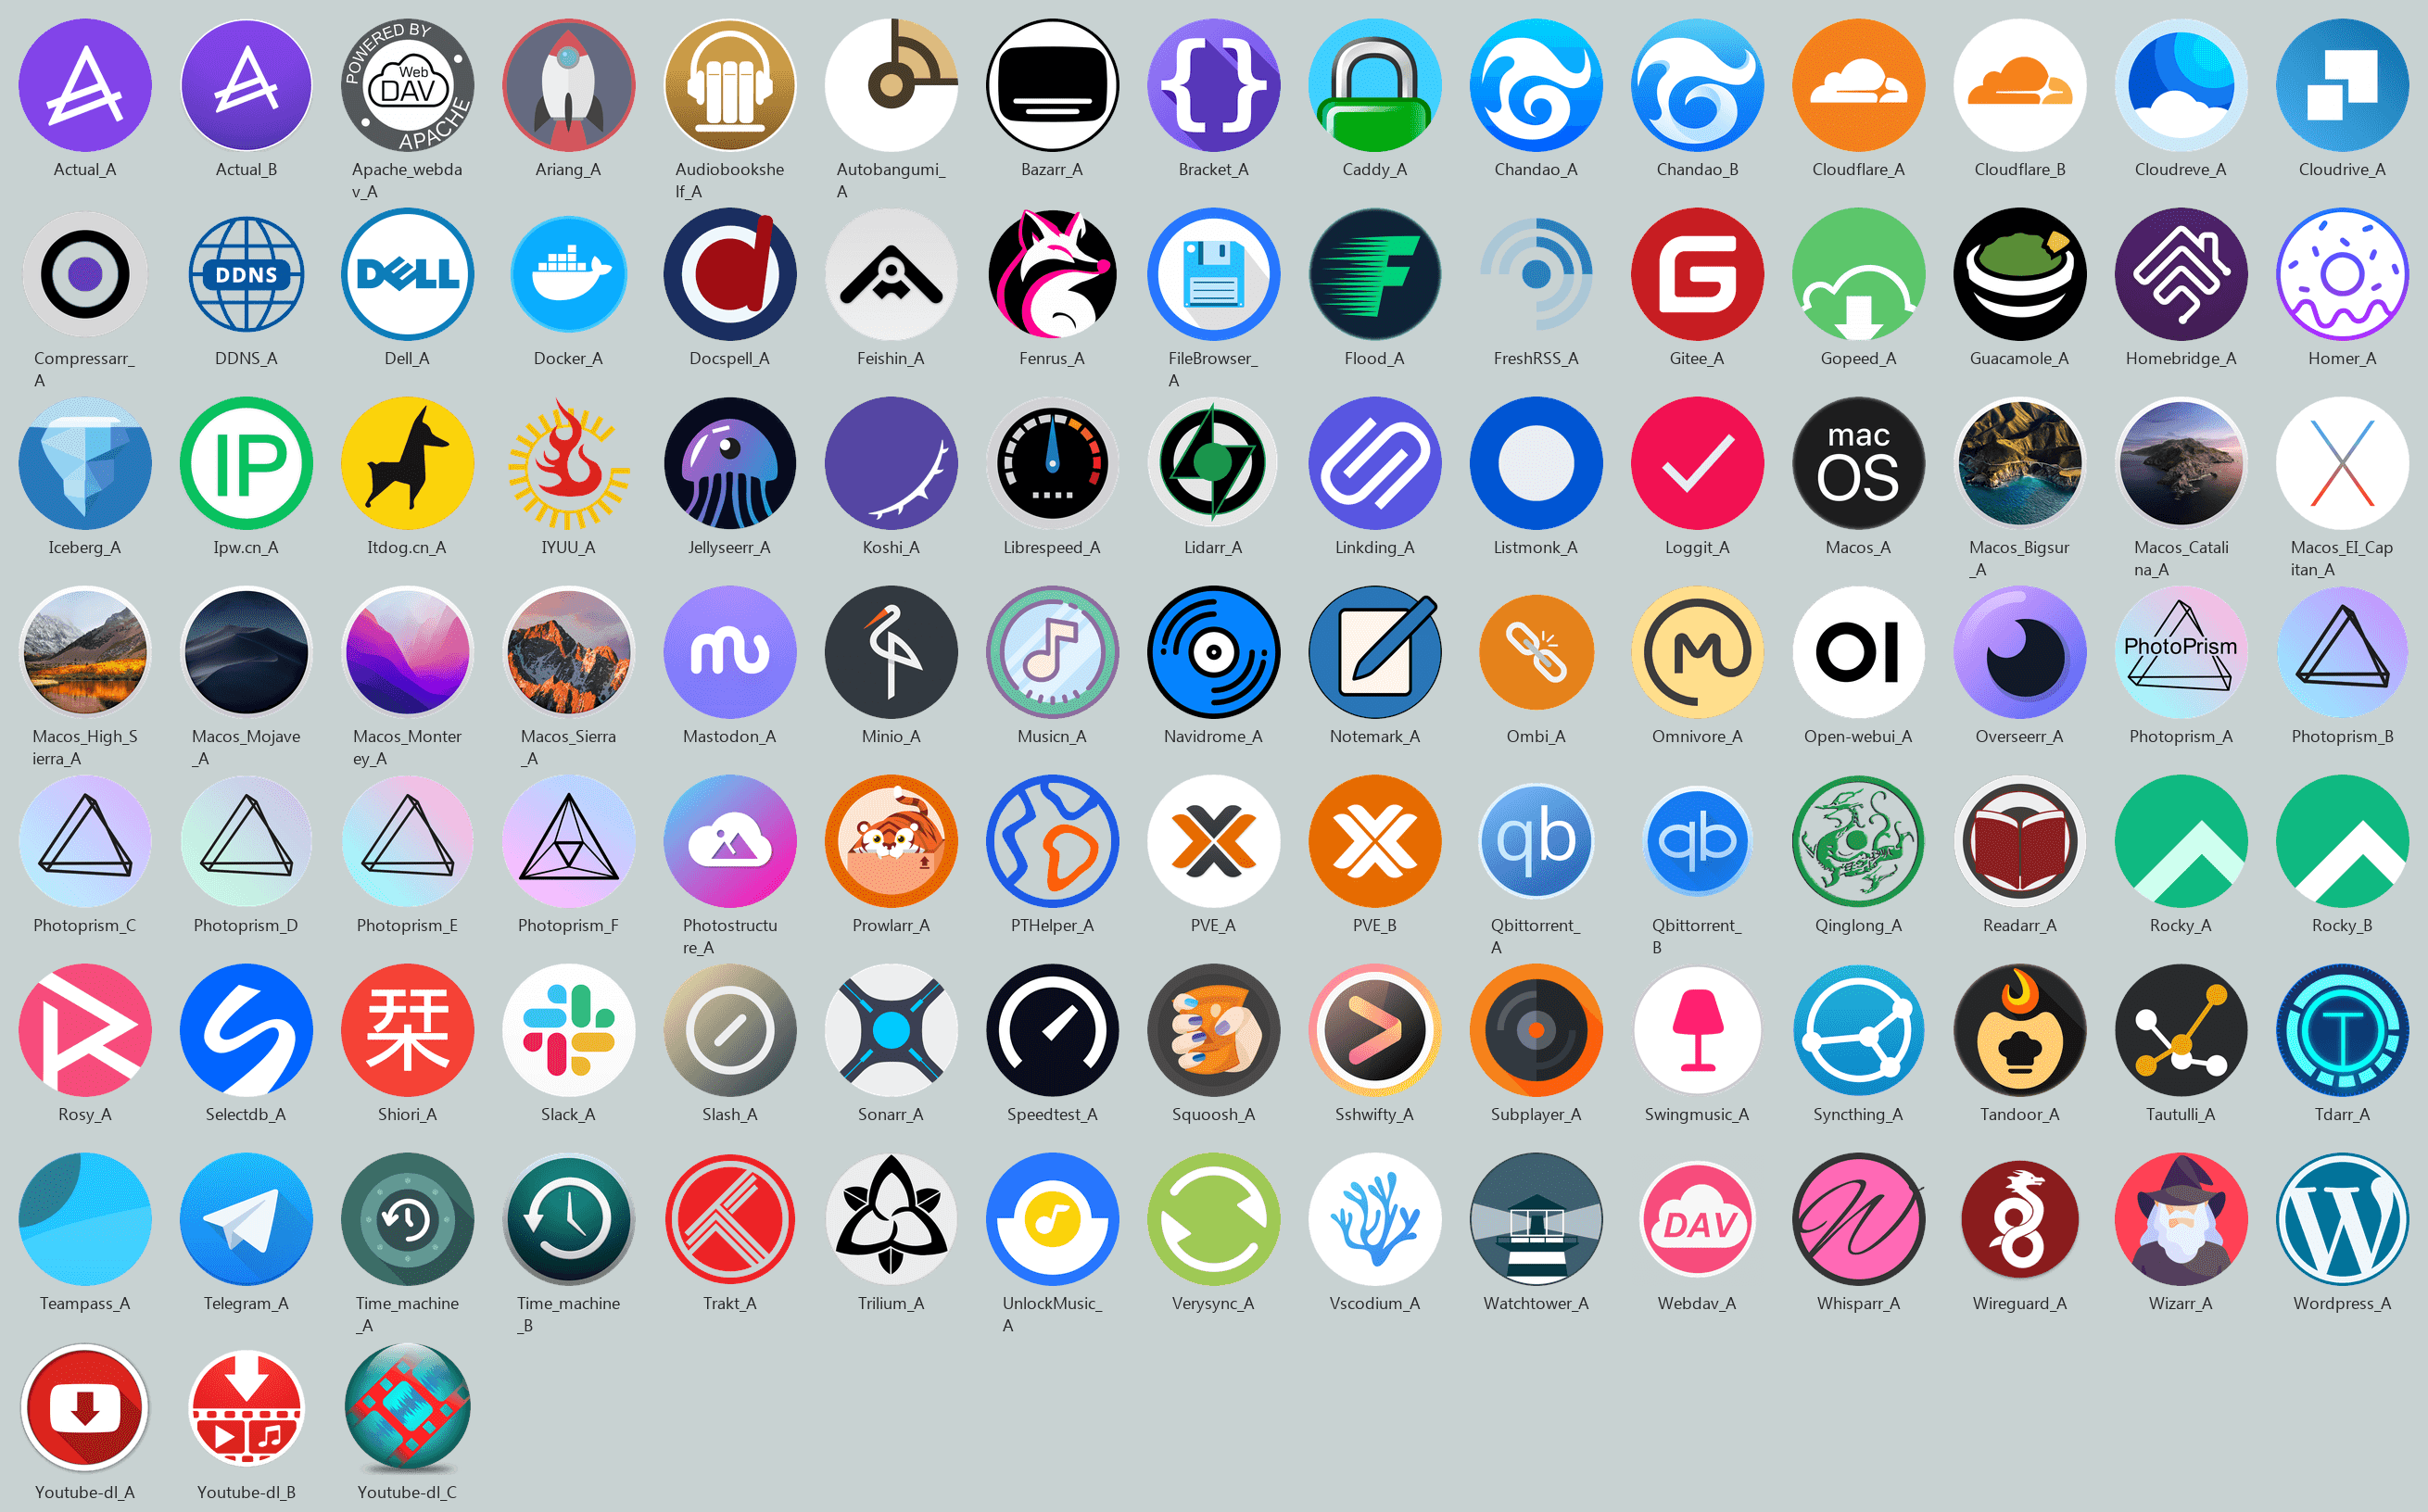 POWERED BY
Web
DAV
APACHE
Actual_A
Actual_B
Apache_webda
v_A
Ariang_A
Audiobookshe
lf_A
Autobangumi_
A
Bazarr_A
Bracket_A
Caddy_A
Chandao_A
Chandao_B
Cloudflare_A
Cloudflare_B
Cloudreve_A
Cloudrive_A
DDNS
DELL
F
G
Compressarr_
A
DDNS_A
Dell_A
Docker_A
Docspell_A
Feishin_A
Fenrus_A
FileBrowser_
A
Flood_A
FreshRSS_A
Gitee_A
Gopeed_A
Guacamole_A
Homebridge_A
Homer_A
IP
mac
OS
Iceberg_A
Ipw.cn_A
Itdog.cn_A
IYUU_A
Jellyseerr_A
Koshi_A
Librespeed_A
Lidarr_A
Linkding_A
Listmonk_A
Loggit_A
Macos_A
Macos_Bigsur
_A
Macos_Catali
na_A
Macos_EI_Cap
itan_A
OI
PhotoPrism
Macos_High_S
ierra_A
Macos_Mojave
_A
Macos_Monter
ey_A
Macos_Sierra
_A
Mastodon_A
Minio_A
Musicn_A
Navidrome_A
Notemark_A
Ombi_A
Omnivore_A
Open-webui_A
Overseerr_A
Photoprism_A
Photoprism_B
qb
qb
Photoprism_C
Photoprism_D
Photoprism_E
Photoprism_F
Photostructu
re_A
Prowlarr_A
PTHelper_A
PVE_A
PVE_B
Qbittorrent_
A
Qbittorrent_
B
Qinglong_A
Readarr_A
Rocky_A
Rocky_B
栞
T
Rosy_A
Selectdb_A
Shiori_A
Slack_A
Slash_A
Sonarr_A
Speedtest_A
Squoosh_A
Sshwifty_A
Subplayer_A
Swingmusic_A
Syncthing_A
Tandoor_A
Tautulli_A
Tdarr_A
DAV
W
W
Teampass_A
Telegram_A
Time_machine
_A
Time_machine
_B
Trakt_A
Trilium_A
UnlockMusic_
A
Verysync_A
Vscodium_A
Watchtower_A
Webdav_A
Whisparr_A
Wireguard_A
Wizarr_A
Wordpress_A
Youtube-dl_A
Youtube-dl_B
Youtube-dl_C